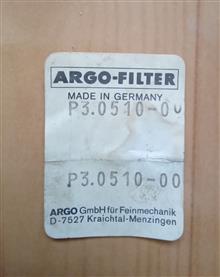 ARGO-FILTER
MADE IN GERMANY
P3.0510-00
P3.0510-00
ARGO GmbH für Feinmechanik
D-7527 Kraichtal-Menzingen